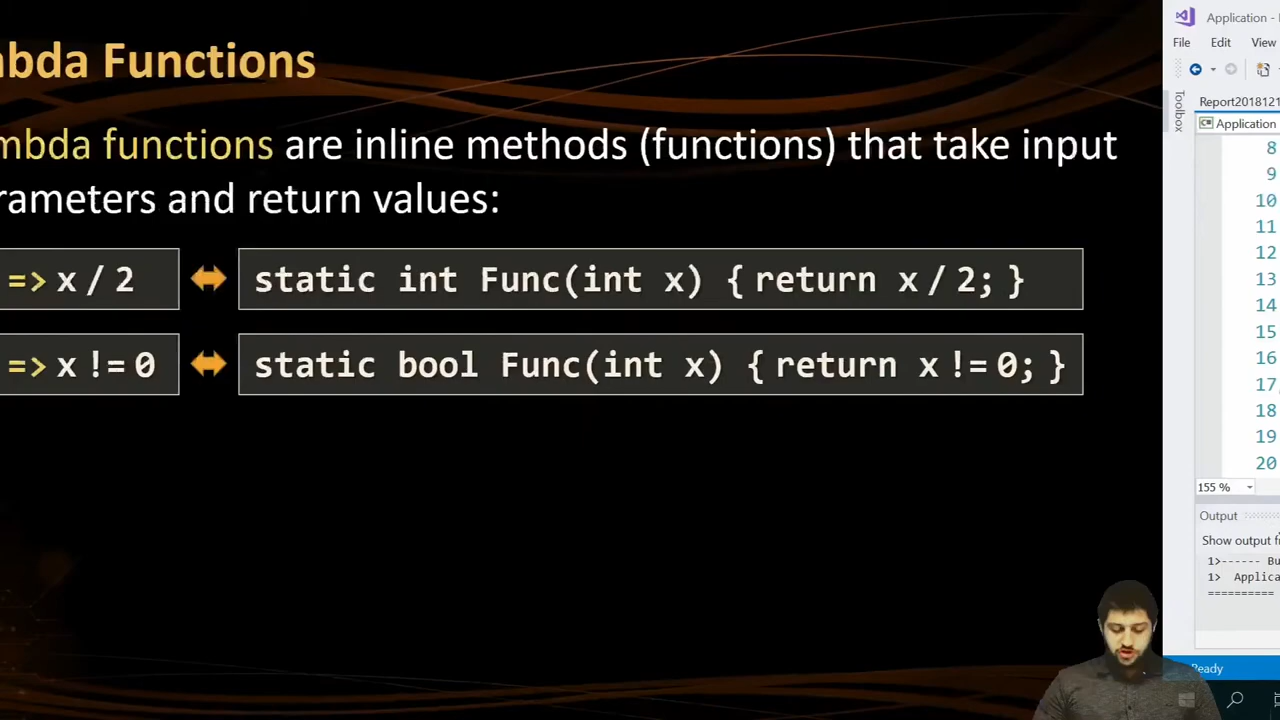 bda Functions
mbda functions are inline methods (functions) that take input
rameters and return values:
=> x / 2
static int Func(int x) { return x / 2; }
=> x != 0
static bool Func(int x) { return x != 0; }
Application -
File Edit View
Toolbox
Report2018121
Application
8
9
10
11
12
13
14
15
16
17
18
19
20
155 %
Output
Show output f
1>------ Bu
1> Applica
==========
Ready